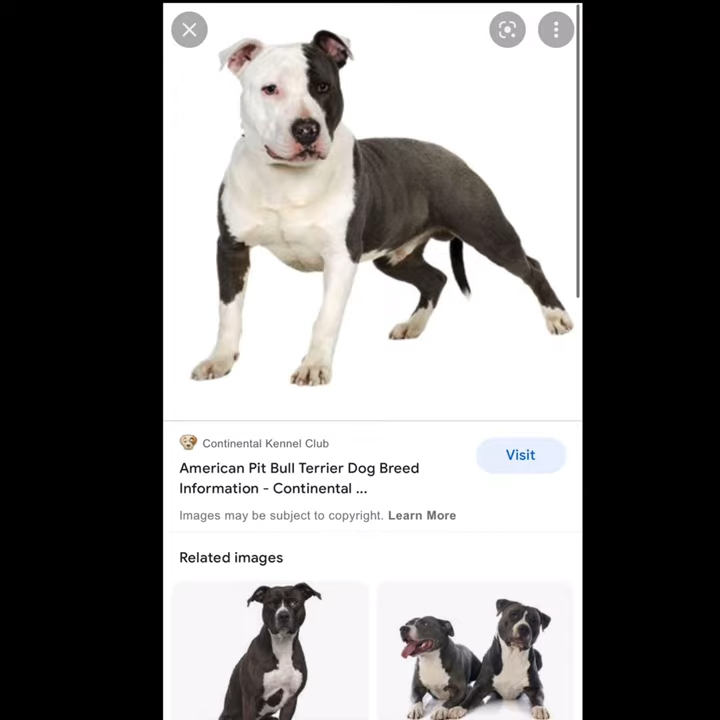 Continental Kennel Club
Visit
American Pit Bull Terrier Dog Breed
Information - Continental ...
Images may be subject to copyright. Learn More
Related images